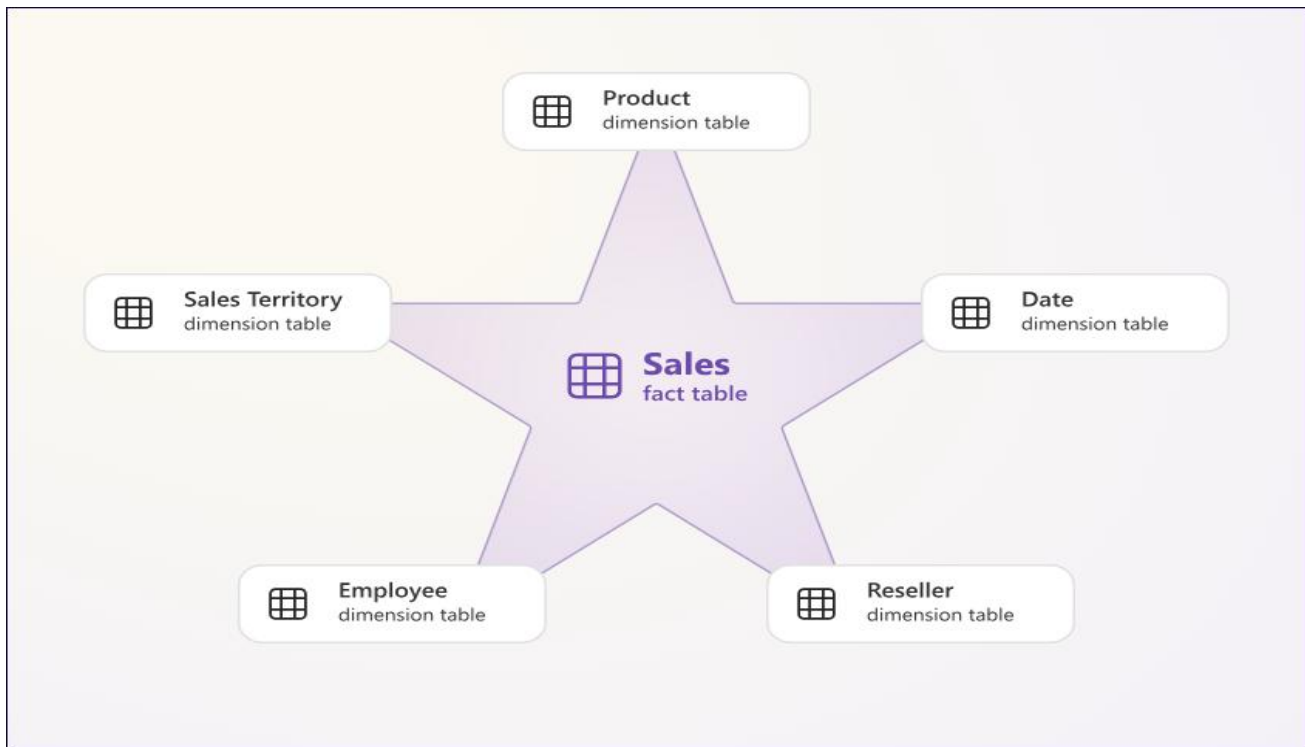 Product
dimension table
Sales Territory
dimension table
Date
dimension table
Sales
fact table
Employee
dimension table
Reseller
dimension table